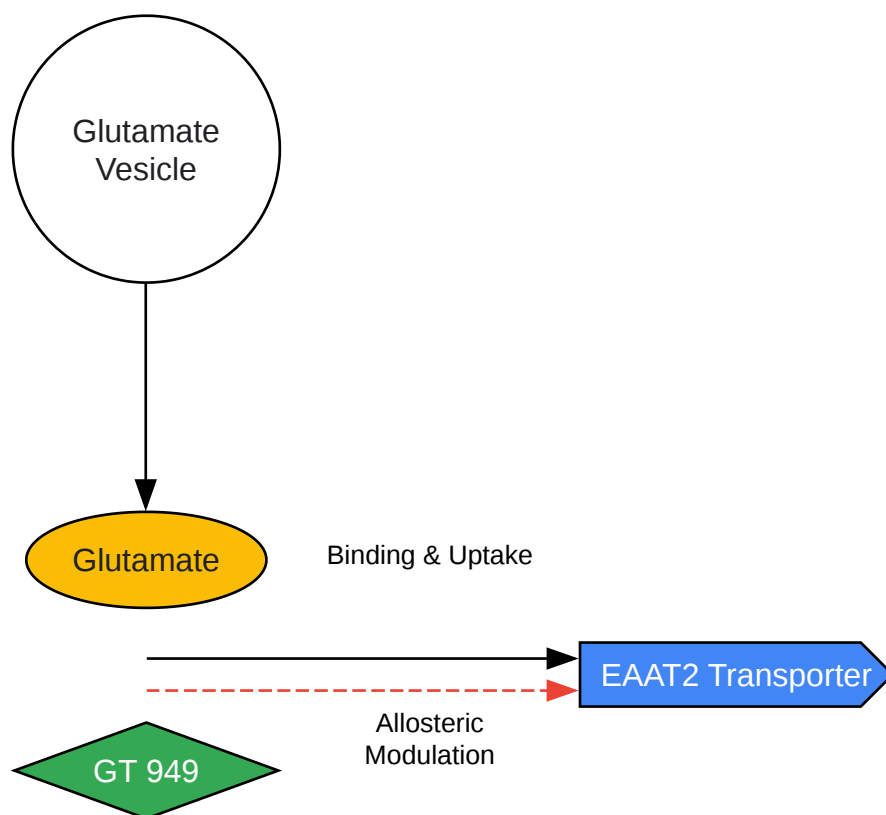 Glutamate
Vesicle
Glutamate
Binding & Uptake
EAAT2 Transporter
Allosteric
Modulation
GT 949